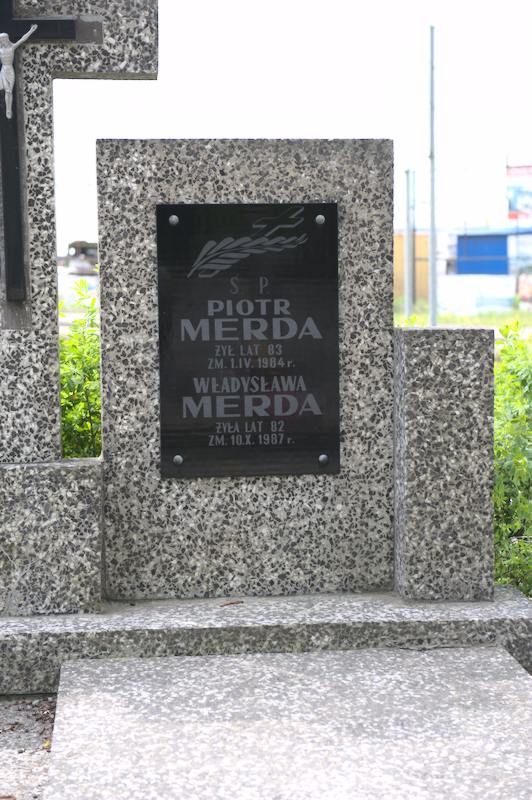 Ś P
PIOTR
MERDA
ŻYŁ LAT 83
ZM. 1.IV. 1984 r.
WŁADYSŁAWA
MERDA
ŻYŁA LAT 82
ZM. 10.X. 1987 r.